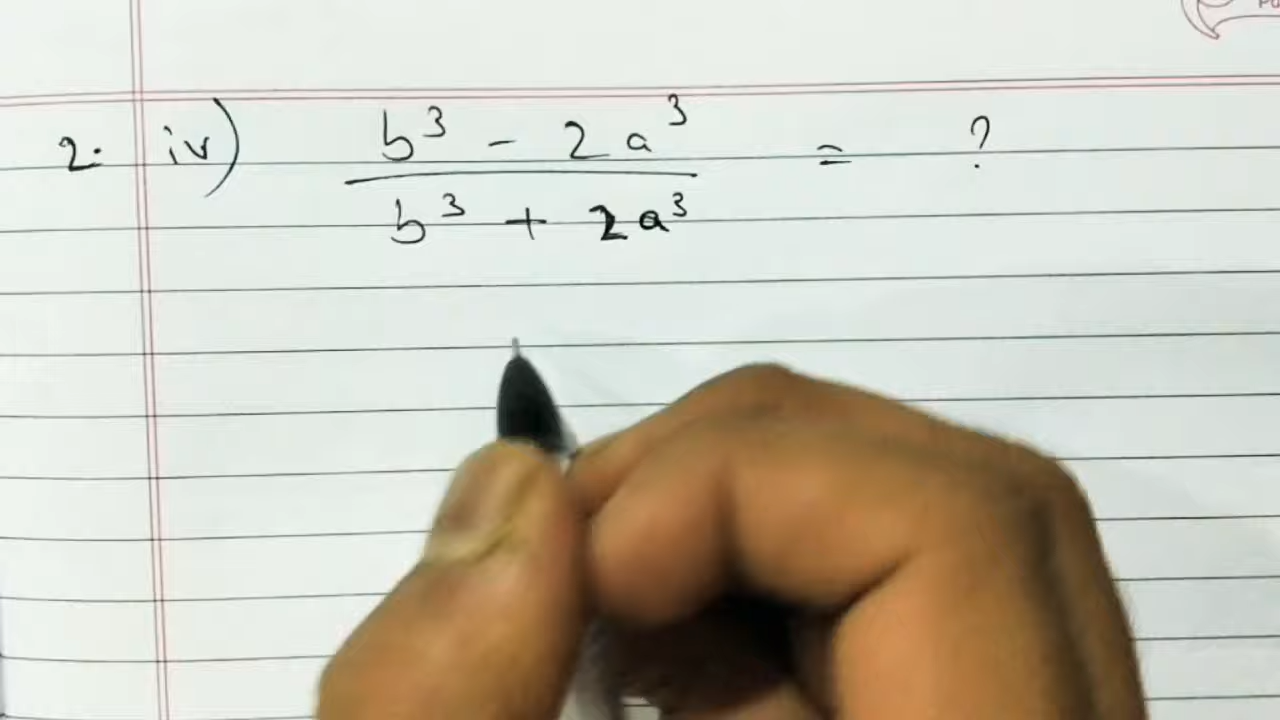 2. iv) b³ - 2a³ = ?
b³ + 2a³